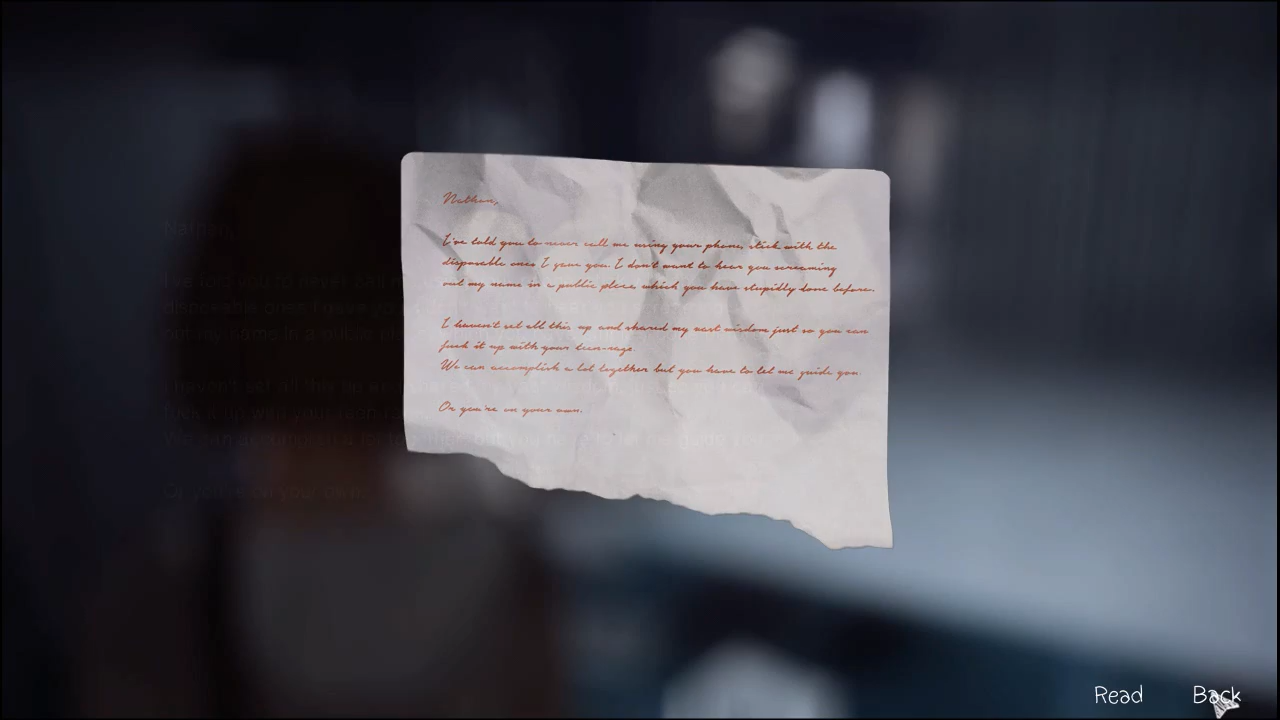 Nathan,
I've told you to never call me using your phone, stick with the
disposable ones I gave you. I don't want to hear you screaming
out my name in a public place, which you have stupidly done before.
I haven't set all this up and shared my vast wisdom just so you can
fuck it up with your teen-rage.
We can accomplish a lot together but you have to let me guide you.
Or you're on your own.
Read
Back